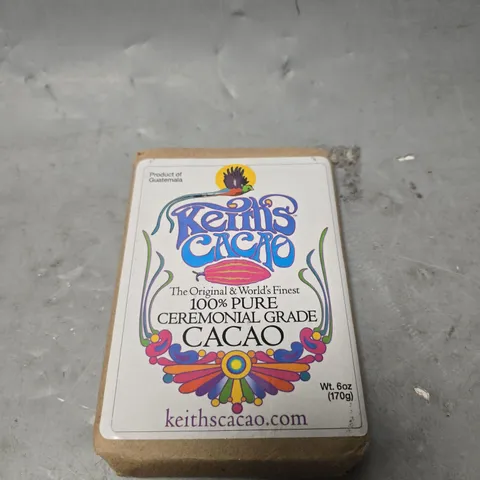 Product of
Guatemala
Keith's
CACAO
The Original & World's Finest
100% PURE
CEREMONIAL GRADE
CACAO
Wt. 6oz
(170g)
keithscacao.com